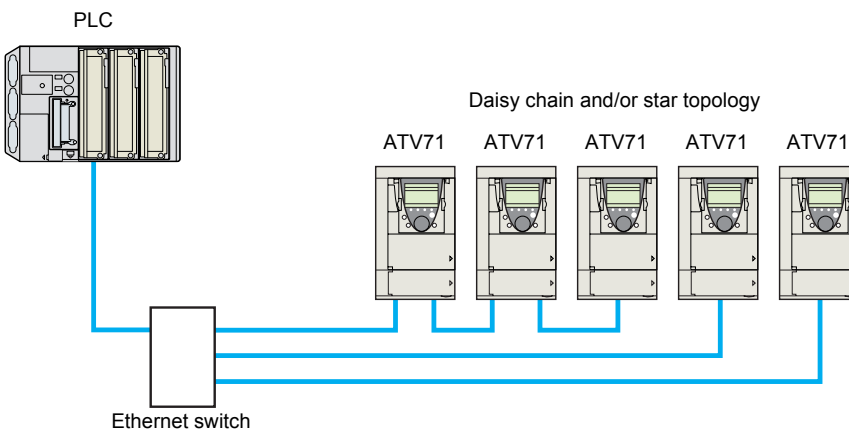 PLC
Daisy chain and/or star topology
ATV71 ATV71 ATV71 ATV71 ATV71
Ethernet switch